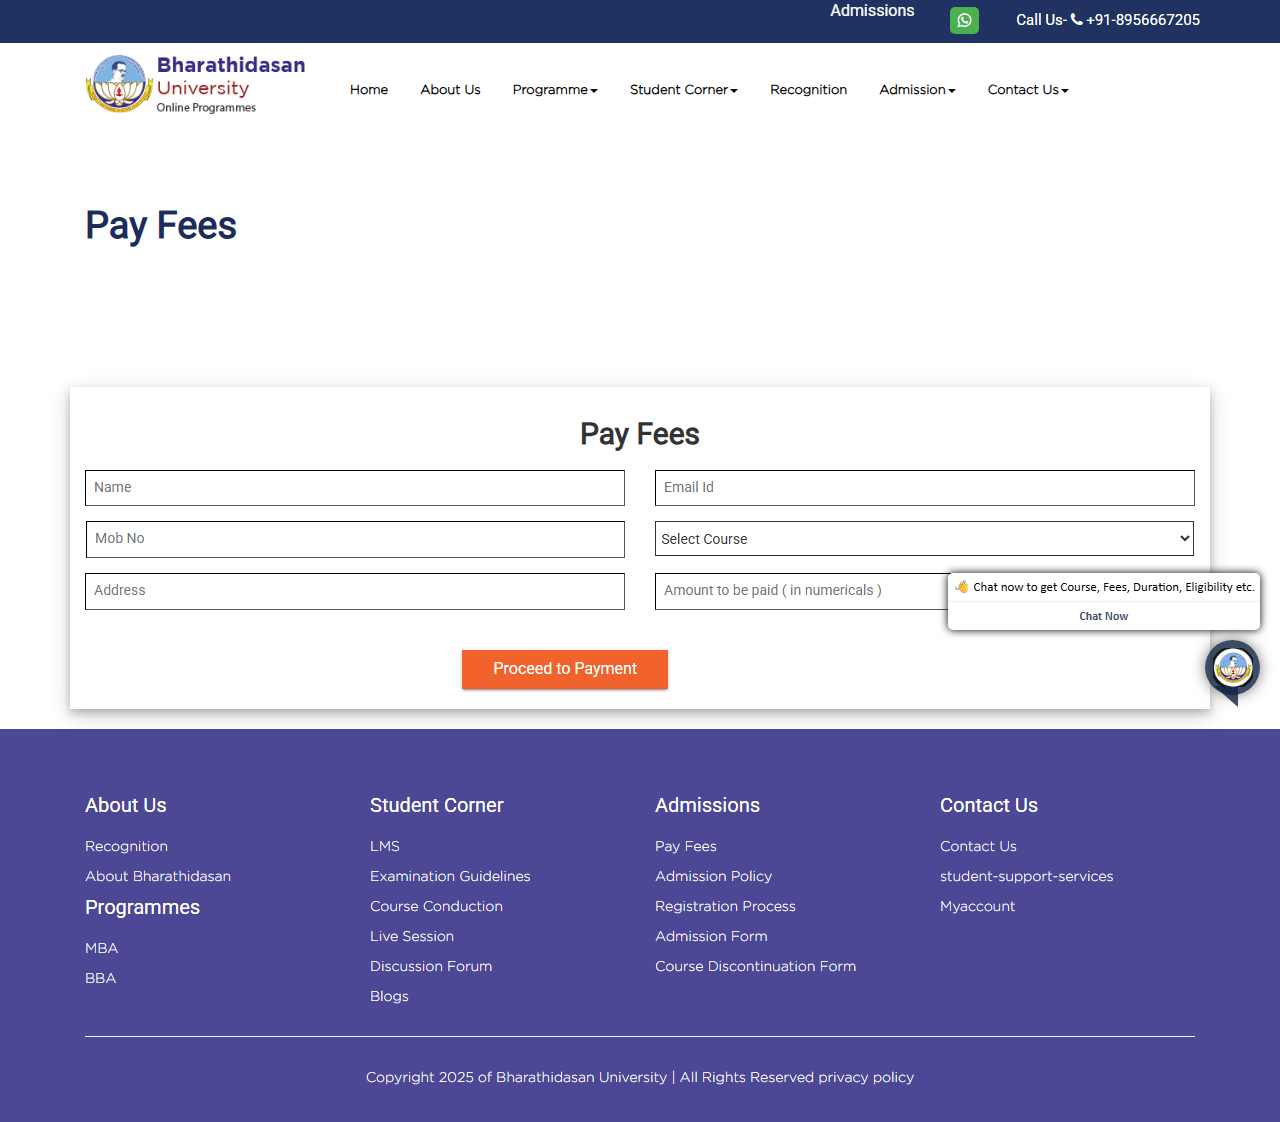 Admissions
Call Us- +91-8956667205
Bharathidasan
University
Online Programmes
Home About Us Programme Student Corner Recognition Admission Contact Us
Pay Fees
Pay Fees
Name Email Id
Mob No Select Course
Address Amount to be paid ( in numericals )
Chat now to get Course, Fees, Duration, Eligibility etc.
Chat Now
Proceed to Payment
About Us
Recognition
About Bharathidasan
Programmes
MBA
BBA
Student Corner
LMS
Examination Guidelines
Course Conduction
Live Session
Discussion Forum
Blogs
Admissions
Pay Fees
Admission Policy
Registration Process
Admission Form
Course Discontinuation Form
Contact Us
Contact Us
student-support-services
Myaccount
Copyright 2025 of Bharathidasan University | All Rights Reserved privacy policy